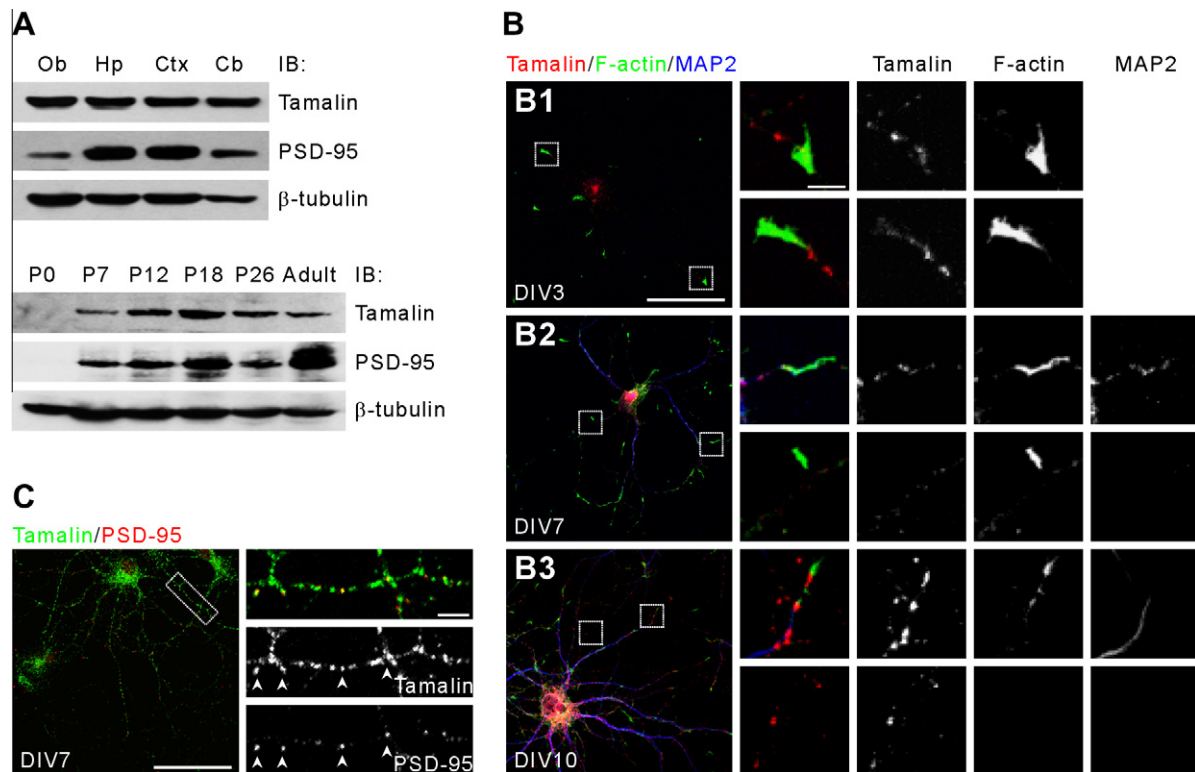 A
Ob Hp Ctx Cb IB:
Tamalin
PSD-95
β-tubulin
P0 P7 P12 P18 P26 Adult IB:
Tamalin
PSD-95
β-tubulin
B
Tamalin/F-actin/MAP2 Tamalin F-actin MAP2
B1
DIV3
B2
DIV7
B3
DIV10
C
Tamalin/PSD-95
Tamalin
PSD-95
DIV7